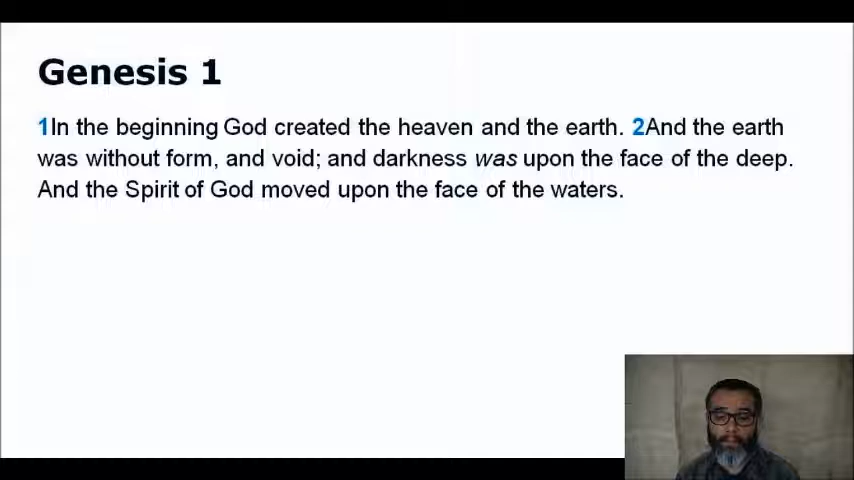 Genesis 1
1In the beginning God created the heaven and the earth. 2And the earth
was without form, and void; and darkness was upon the face of the deep.
And the Spirit of God moved upon the face of the waters.